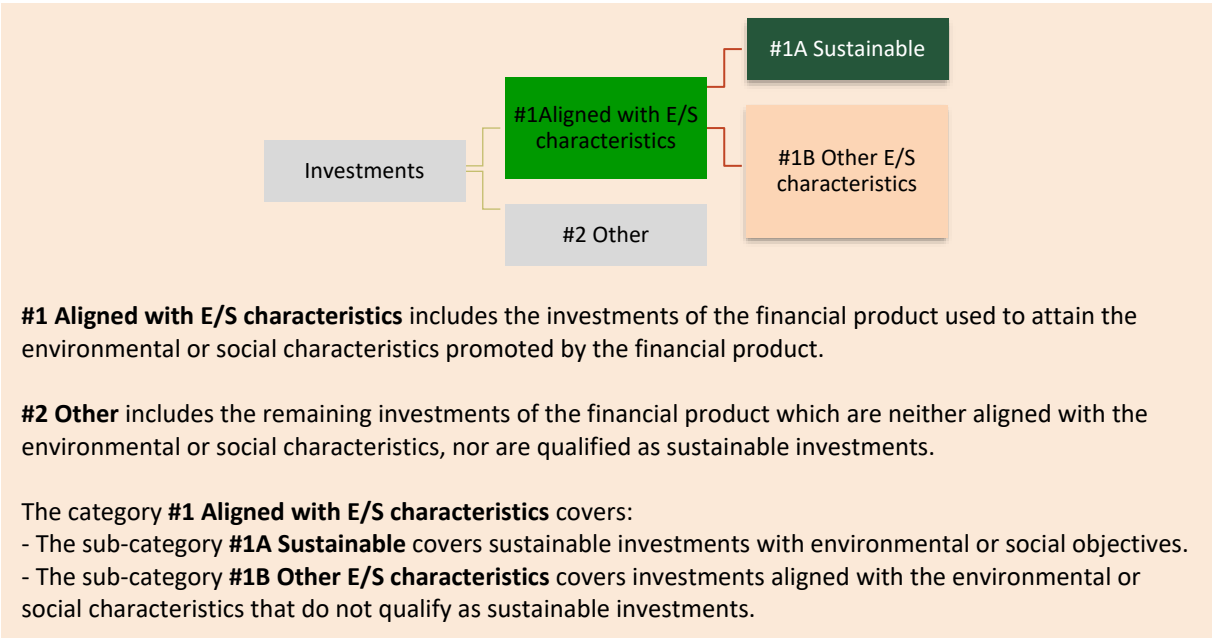 #1A Sustainable
#1Aligned with E/S
characteristics
Investments
#1B Other E/S
characteristics
#2 Other
#1 Aligned with E/S characteristics includes the investments of the financial product used to attain the
environmental or social characteristics promoted by the financial product.
#2 Other includes the remaining investments of the financial product which are neither aligned with the
environmental or social characteristics, nor are qualified as sustainable investments.
The category #1 Aligned with E/S characteristics covers:
- The sub-category #1A Sustainable covers sustainable investments with environmental or social objectives.
- The sub-category #1B Other E/S characteristics covers investments aligned with the environmental or
social characteristics that do not qualify as sustainable investments.